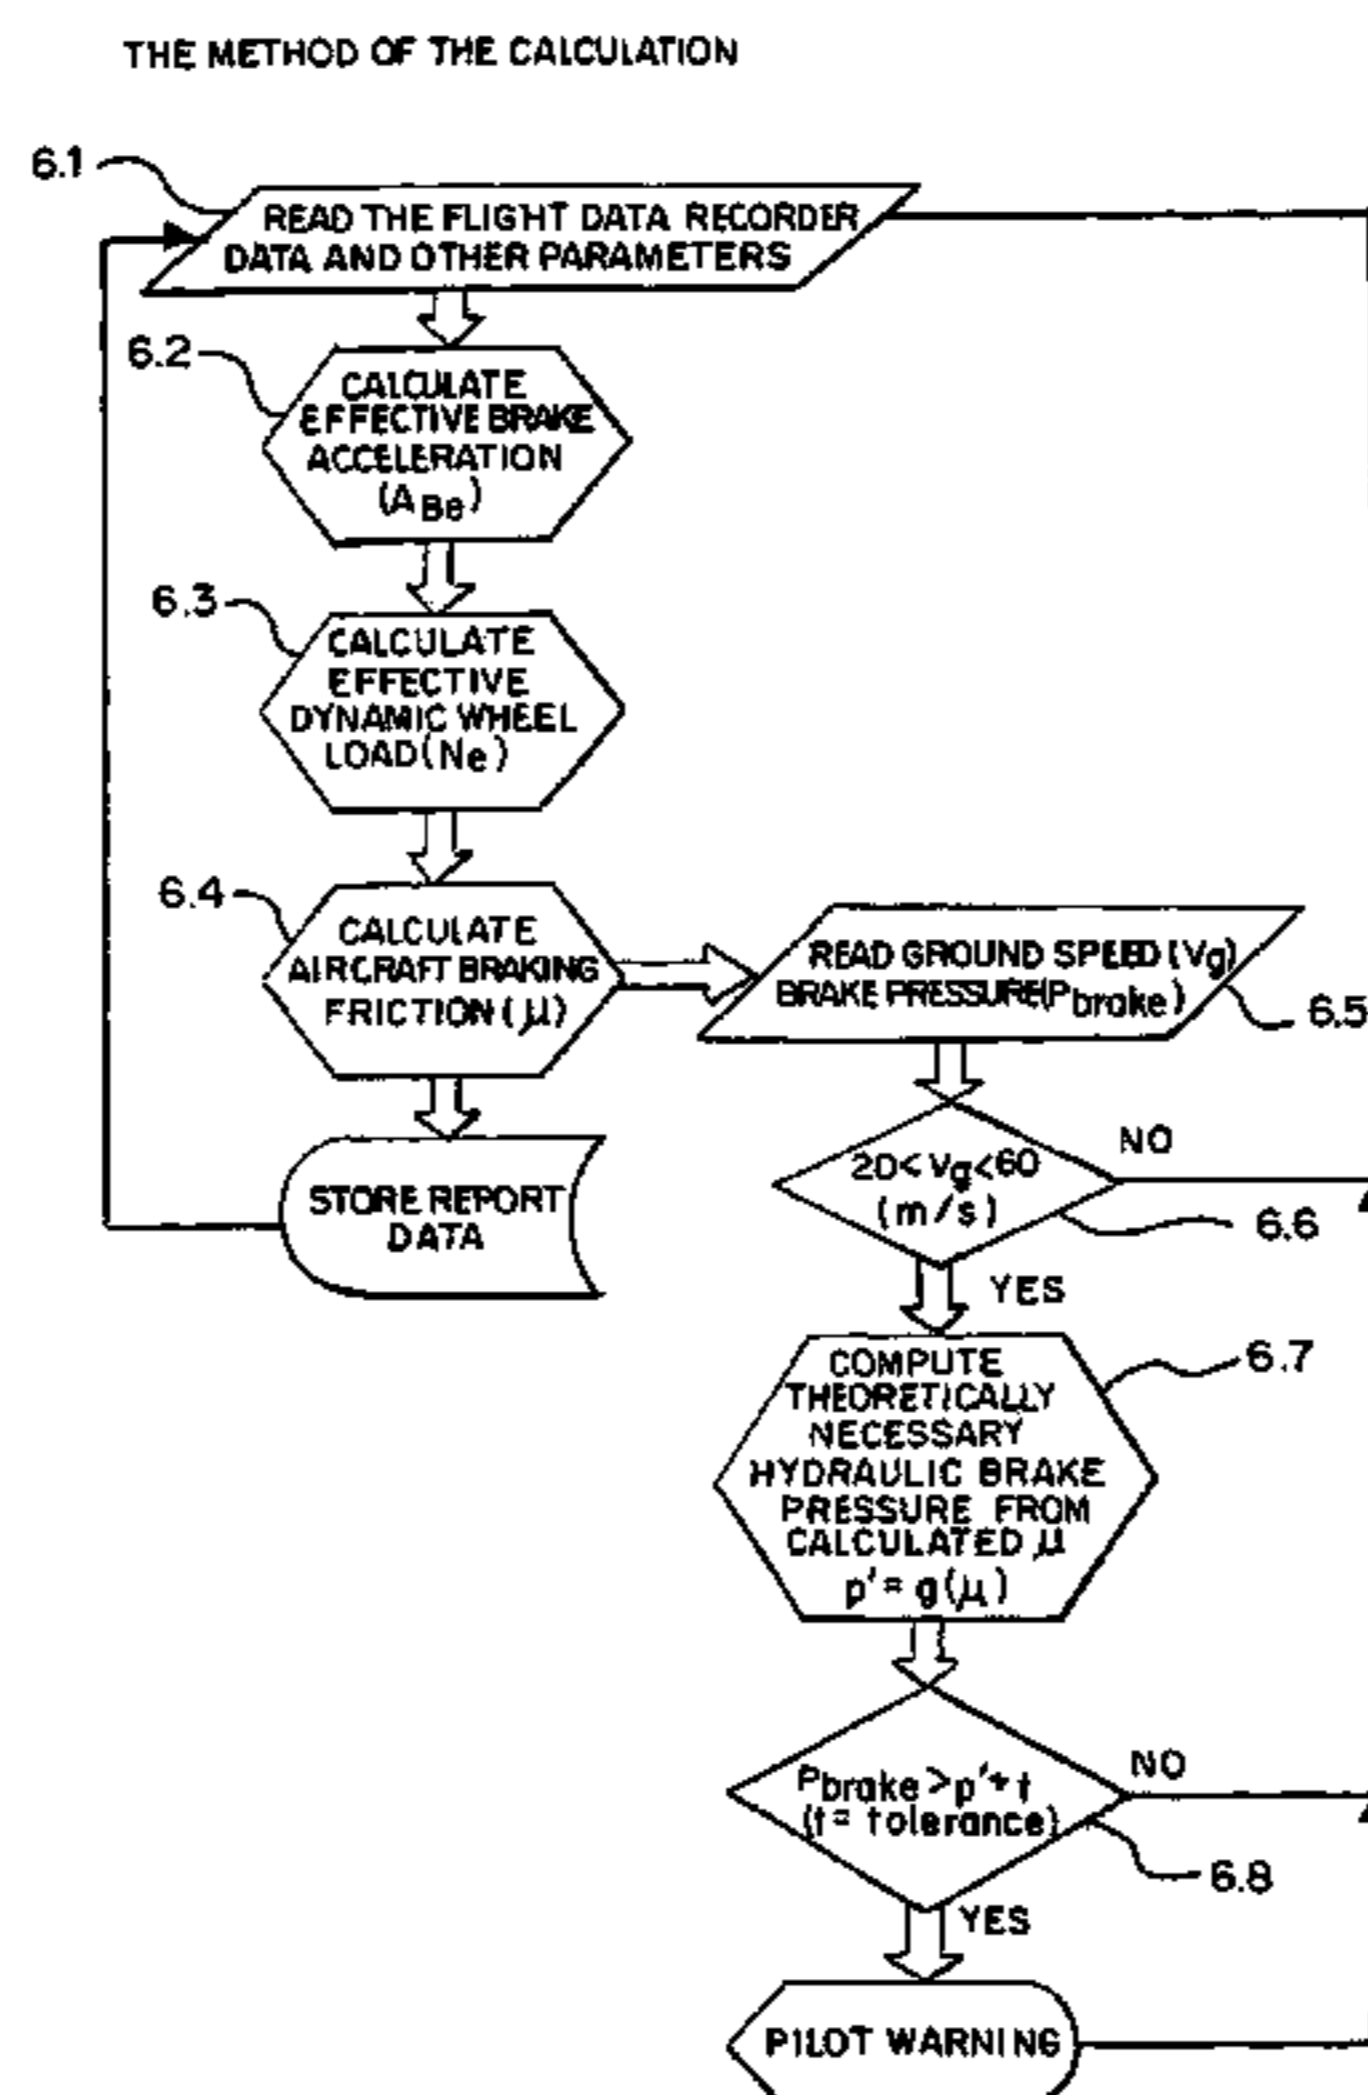 THE METHOD OF THE CALCULATION
6.1
READ THE FLIGHT DATA RECORDER
DATA AND OTHER PARAMETERS
6.2
CALCULATE
EFFECTIVE BRAKE
ACCELERATION
(ABe)
6.3
CALCULATE
EFFECTIVE
DYNAMIC WHEEL
LOAD(Ne)
6.4
CALCULATE
AIRCRAFT BRAKING
FRICTION(μ)
READ GROUND SPEED(Vg)
BRAKE PRESSURE(Pbrake)
6.5
STORE REPORT
DATA
20<Vg<60
(m/s)
NO
6.6
YES
COMPUTE
THEORETICALLY
NECESSARY
HYDRAULIC BRAKE
PRESSURE FROM
CALCULATED μ
p'=g(μ)
6.7
Pbrake>p'+t
(t=tolerance)
NO
6.8
YES
PILOT WARNING